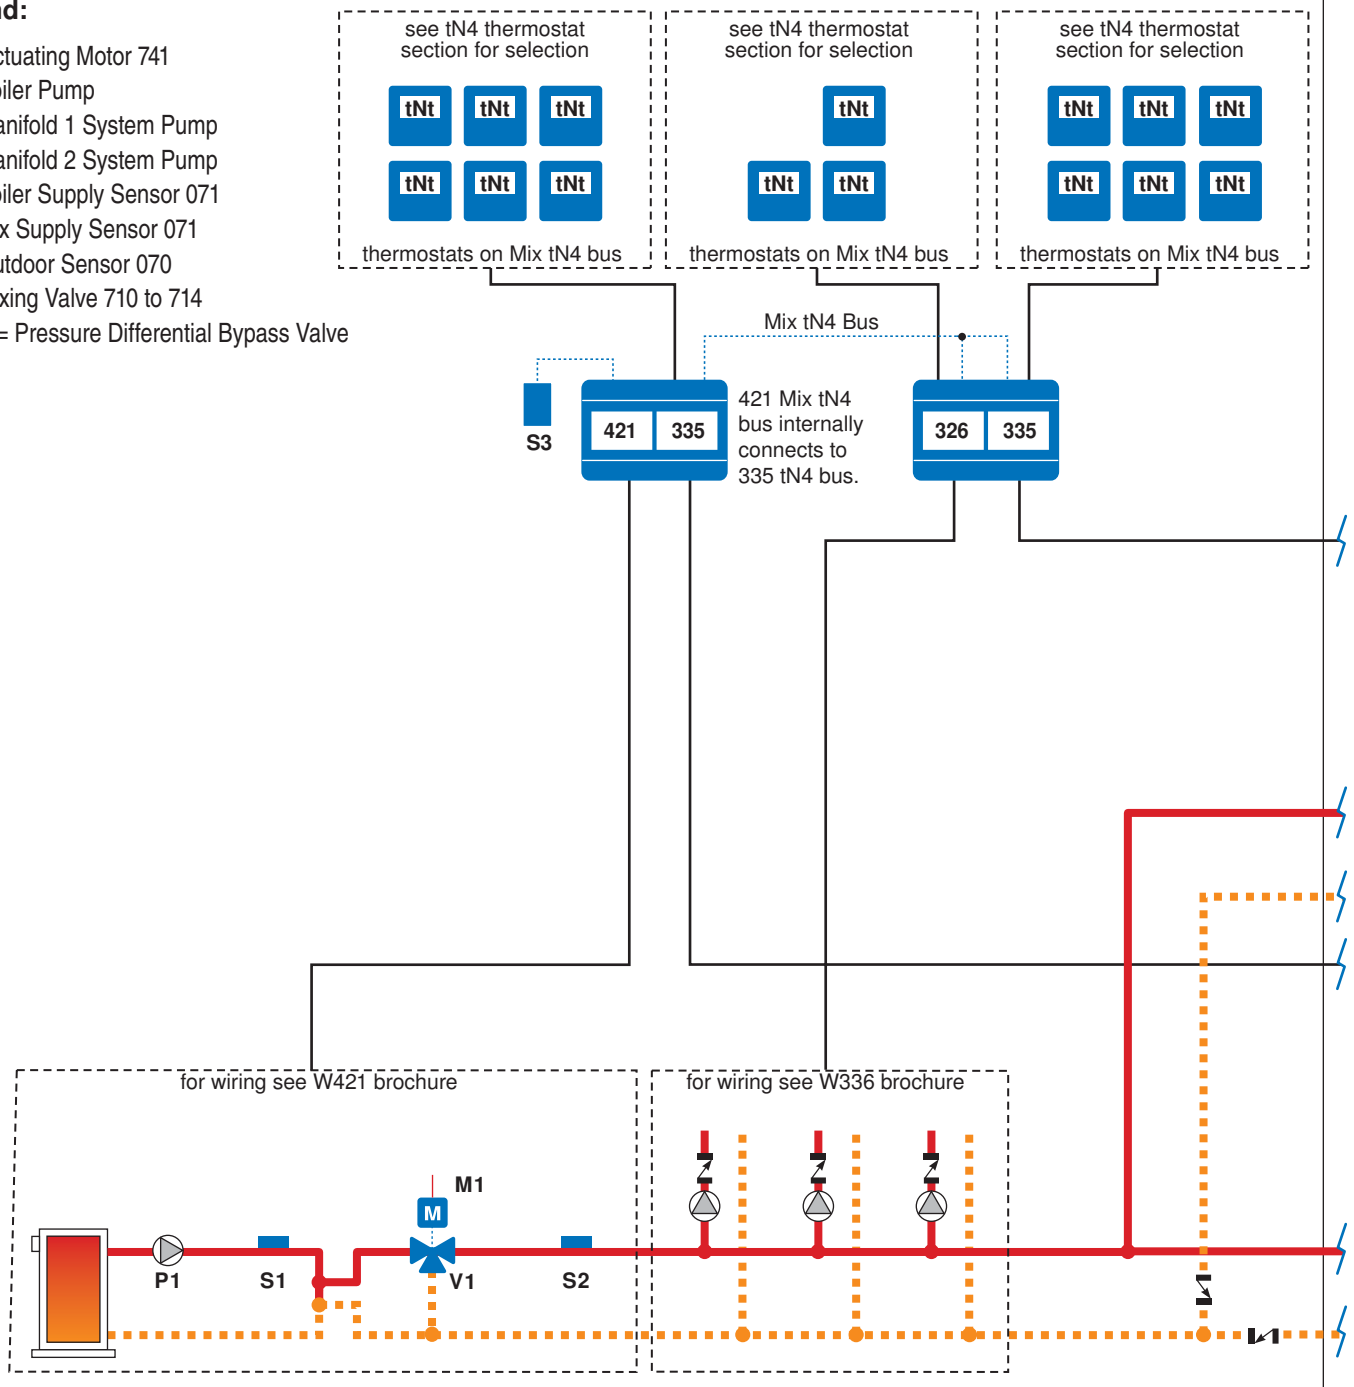 nd:
ctuating Motor 741
oiler Pump
anifold 1 System Pump
anifold 2 System Pump
oiler Supply Sensor 071
x Supply Sensor 071
utdoor Sensor 070
xing Valve 710 to 714
= Pressure Differential Bypass Valve
see tN4 thermostat
section for selection
tNt tNt tNt
tNt tNt tNt
thermostats on Mix tN4 bus
see tN4 thermostat
section for selection
tNt
tNt tNt
thermostats on Mix tN4 bus
see tN4 thermostat
section for selection
tNt tNt tNt
tNt tNt tNt
thermostats on Mix tN4 bus
Mix tN4 Bus
S3
421 335
421 Mix tN4
bus internally
connects to
335 tN4 bus.
326 335
for wiring see W421 brochure
for wiring see W336 brochure
M1
M
P1
S1
V1
S2